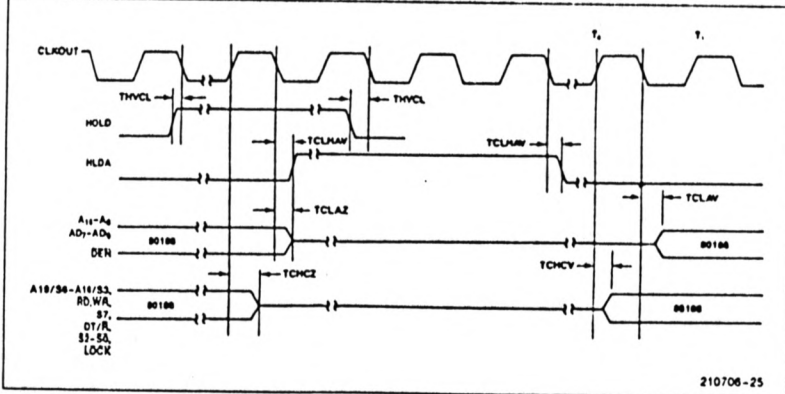 T₄ T₁
CLKOUT
THVCL THVCL
HOLD
TCLHAV TCLHAV
HLDA
TCLAZ TCLAV
A₁₅-A₈
AD₇-AD₀
80186 80186
DEN
TCHCZ TCHCV
A19/S6-A16/S3,
RD,WR, 80186 80186
S7,
DT/R,
S2-S0,
LOCK
210706-25